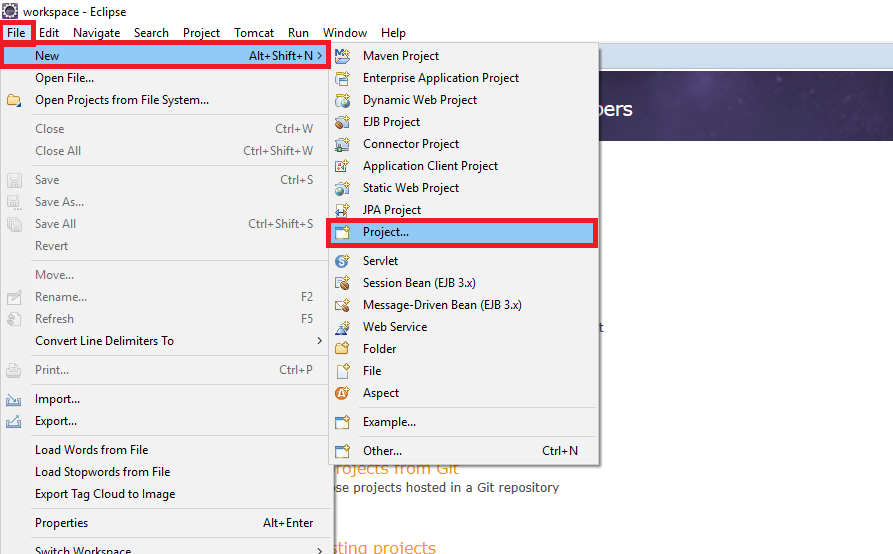 workspace - Eclipse
File Edit Navigate Search Project Tomcat Run Window Help
New Alt+Shift+N
Open File...
Open Projects from File System...
Close Ctrl+W
Close All Ctrl+Shift+W
Save Ctrl+S
Save As...
Save All Ctrl+Shift+S
Revert
Move...
Rename... F2
Refresh F5
Convert Line Delimiters To
Print... Ctrl+P
Import...
Export...
Load Words from File
Load Stopwords from File
Export Tag Cloud to Image
Properties Alt+Enter
Switch Workspace
Maven Project
Enterprise Application Project
Dynamic Web Project
EJB Project
Connector Project
Application Client Project
Static Web Project
JPA Project
Project...
Servlet
Session Bean (EJB 3.x)
Message-Driven Bean (EJB 3.x)
Web Service
Folder
File
Aspect
Example...
Other... Ctrl+N
pers
t
rojects from Git
ose projects hosted in a Git repository
sting projects